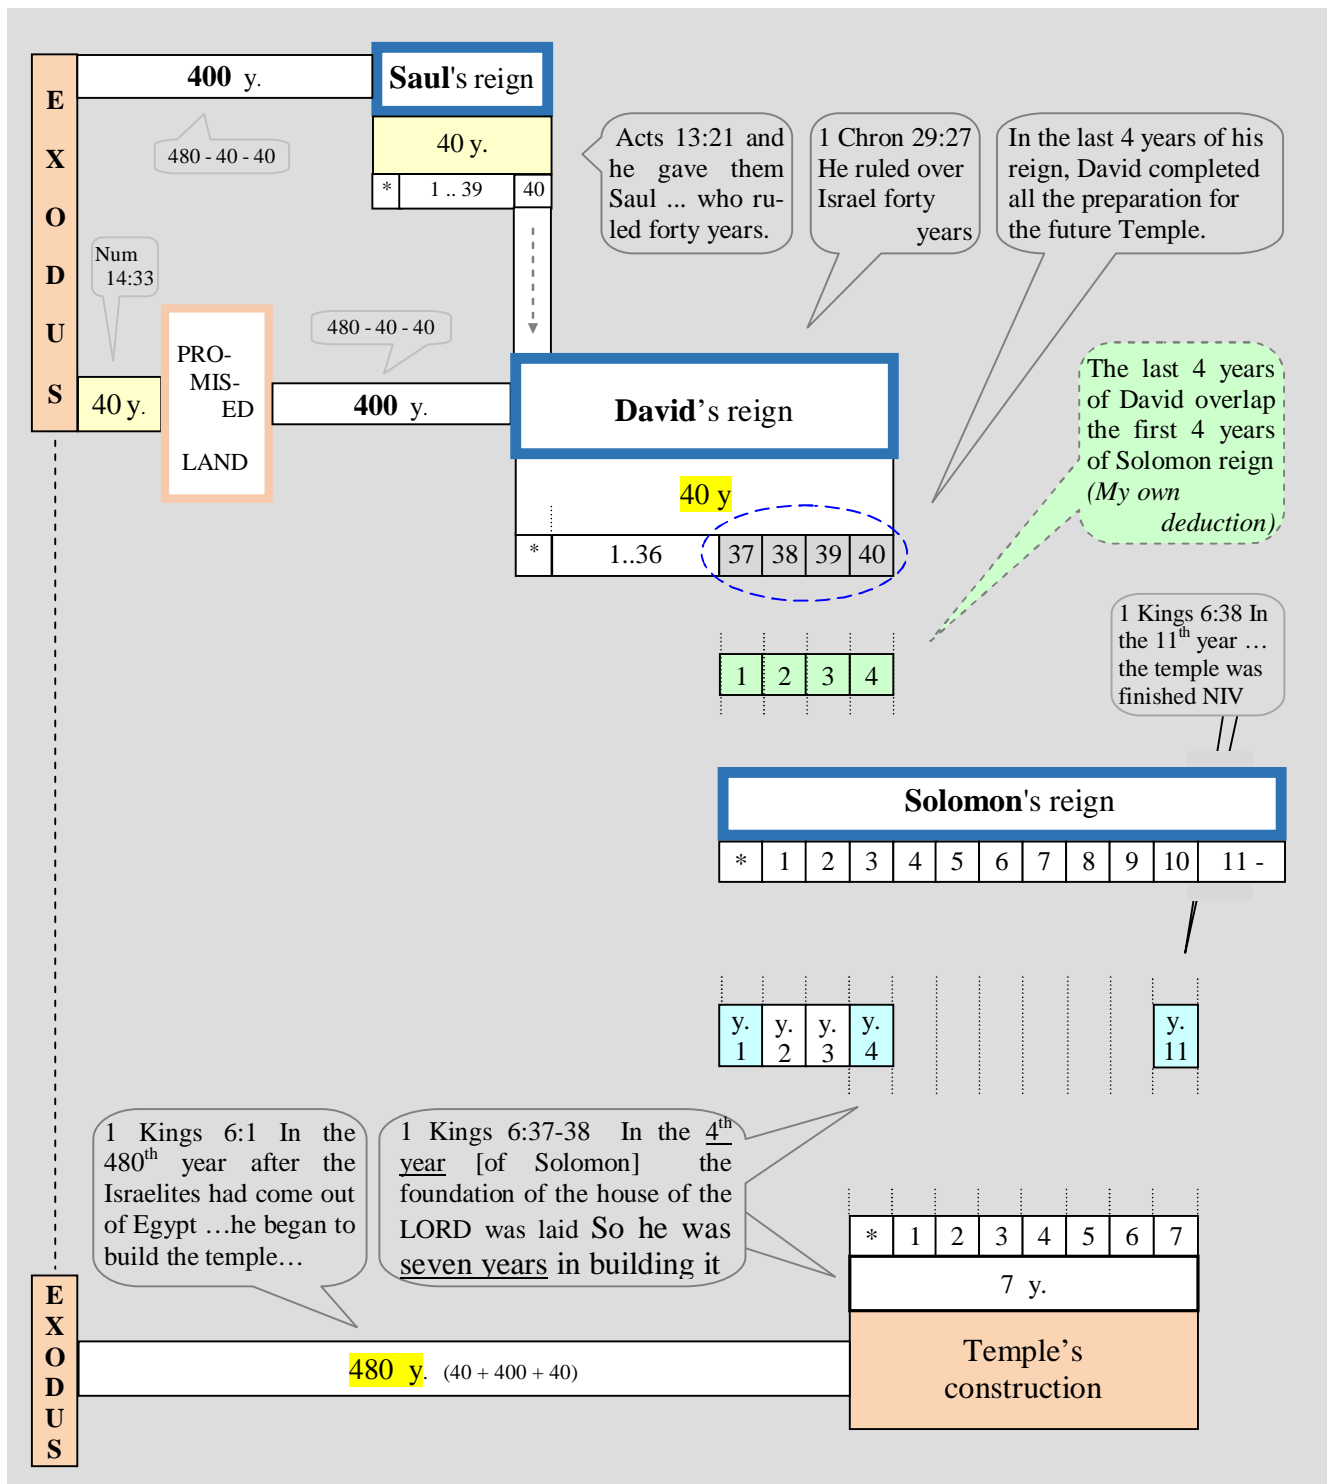 400 y.
Saul's reign
E
X
O
D
U
S
480 - 40 - 40
40 y.
* 1 .. 39 40
Acts 13:21 and
he gave them
Saul ... who ru-
led forty years.
1 Chron 29:27
He ruled over
Israel forty
years
In the last 4 years of his
reign, David completed
all the preparation for
the future Temple.
Num
14:33
480 - 40 - 40
40 y.
PRO-
MIS-
ED
LAND
400 y.
David’s reign
40 y
* 1..36 37 38 39 40
The last 4 years
of David overlap
the first 4 years
of Solomon reign
(My own
deduction)
1 2 3 4
1 Kings 6:38 In
the 11th year …
the temple was
finished NIV
Solomon's reign
* 1 2 3 4 5 6 7 8 9 10 11 -
y. y. y. y. y.
1 2 3 4 11
1 Kings 6:1 In the
480th year after the
Israelites had come out
of Egypt …he began to
build the temple…
1 Kings 6:37-38 In the 4th
year [of Solomon] the
foundation of the house of the
LORD was laid So he was
seven years in building it
* 1 2 3 4 5 6 7
7 y.
Temple’s
construction
E
X
O
D
U
S
480 y. (40 + 400 + 40)